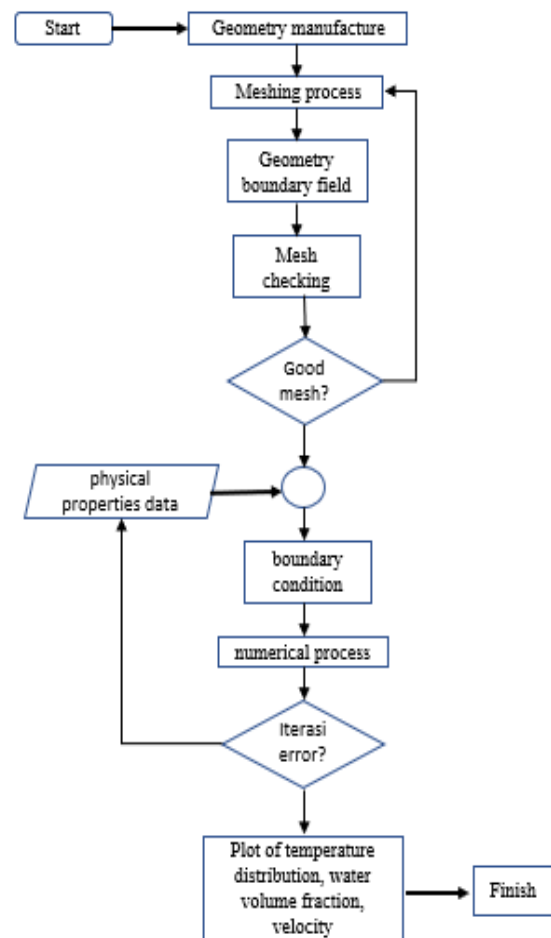 Start
Geometry manufacture
Meshing process
Geometry
boundary field
Mesh
checking
Good
mesh?
physical
properties data
boundary
condition
numerical process
Iterasi
error?
Plot of temperature
distribution, water
volume fraction,
velocity
Finish